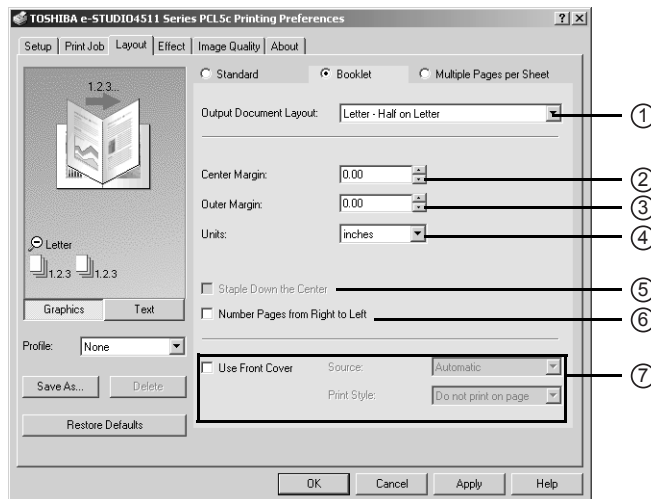 TOSHIBA e-STUDIO4511 Series PCL5c Printing Preferences
Setup Print Job Layout Effect Image Quality About
Standard Booklet Multiple Pages per Sheet
1.2.3...
Output Document Layout: Letter - Half on Letter 1
Center Margin: 0.00 2
Outer Margin: 0.00 3
Units: inches 4
Letter
1.2.3 1.2.3
Staple Down the Center 5
Graphics Text
Number Pages from Right to Left 6
Profile: None
Use Front Cover Source: Automatic 7
Save As... Delete
Print Style: Do not print on page
Restore Defaults
OK Cancel Apply Help